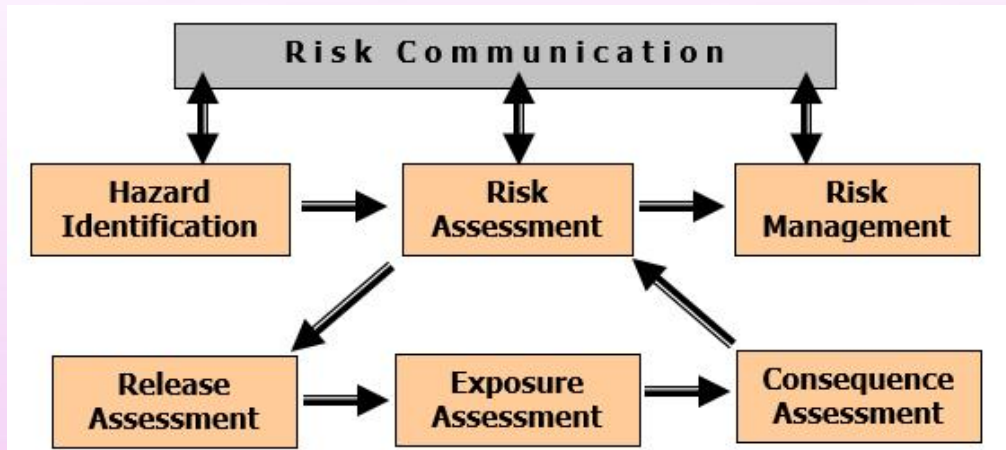 Risk Communication
Hazard
Identification
Risk
Assessment
Risk
Management
Release
Assessment
Exposure
Assessment
Consequence
Assessment